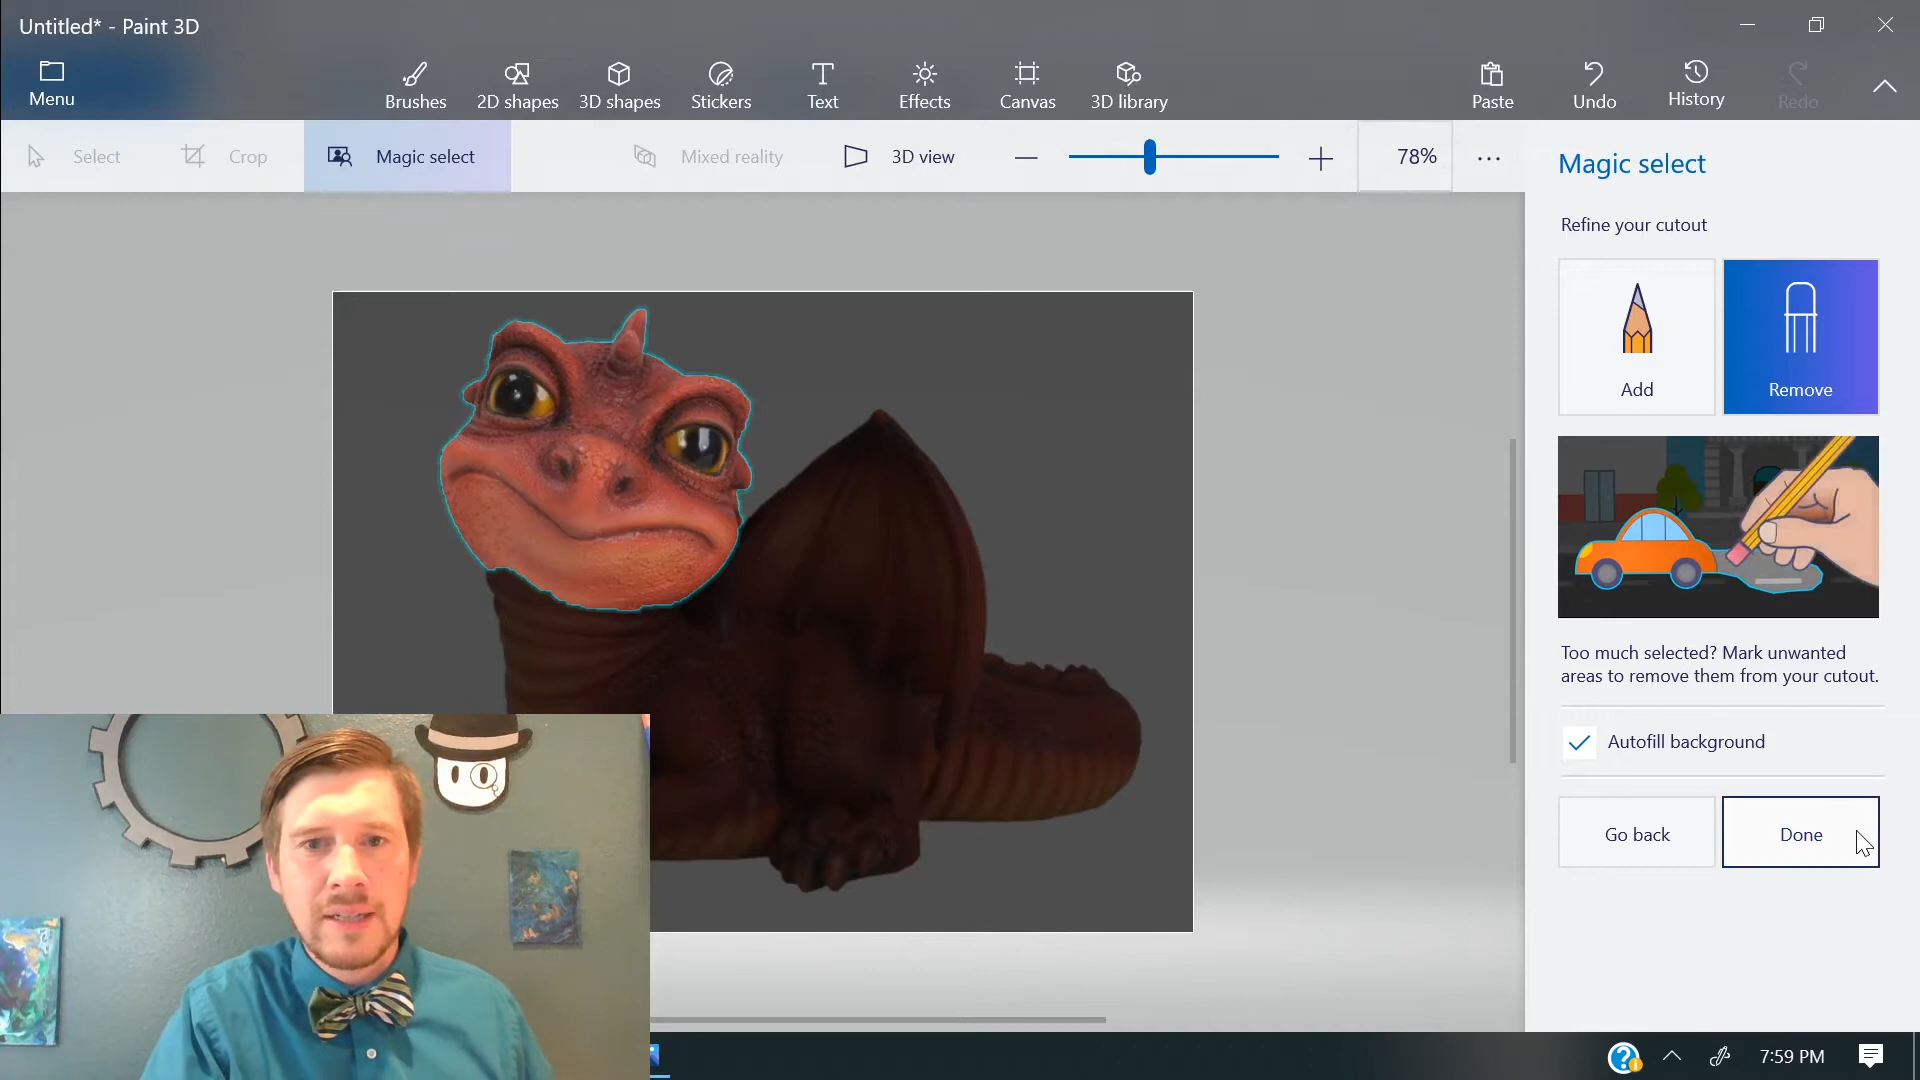 Untitled* - Paint 3D
Menu
Brushes
2D shapes
3D shapes
Stickers
Text
Effects
Canvas
3D library
Paste
Undo
History
Redo
Select
Crop
Magic select
Mixed reality
3D view
78%
Magic select
Refine your cutout
Add
Remove
Too much selected? Mark unwanted
areas to remove them from your cutout.
Autofill background
Go back
Done
7:59 PM